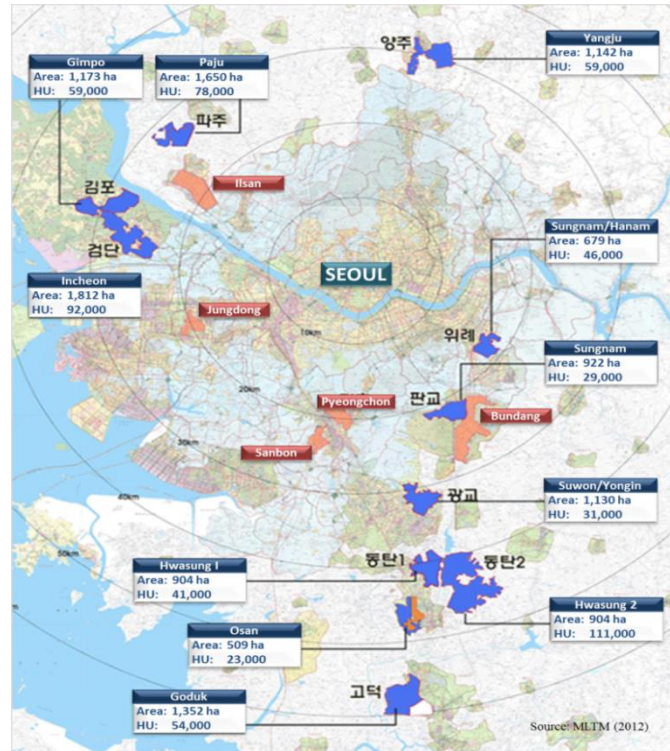 양주
Yangju
Area: 1,142 ha
HU: 59,000
Gimpo
Area: 1,173 ha
HU: 59,000
Paju
Area: 1,650 ha
HU: 78,000
파주
Ilsan
김포
검단
Sungnam/Hanam
Area: 679 ha
HU: 46,000
SEOUL
Incheon
Area: 1,812 ha
HU: 92,000
Jungdong
10km
위례
Sungnam
Area: 922 ha
HU: 29,000
20km
Pyeongchon
판교
Bundang
30km
Sanbon
Suwon/Yongin
Area: 1,130 ha
HU: 31,000
40km
광교
50km
Hwasung I
Area: 904 ha
HU: 41,000
동탄1
동탄2
Hwasung 2
Area: 904 ha
HU: 111,000
Osan
Area: 509 ha
HU: 23,000
Goduk
Area: 1,352 ha
HU: 54,000
고덕
Source: MLTM (2012)